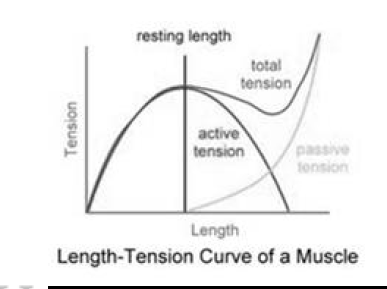 resting length
total
tension
active
tension
passive
tension
Tension
Length
Length-Tension Curve of a Muscle